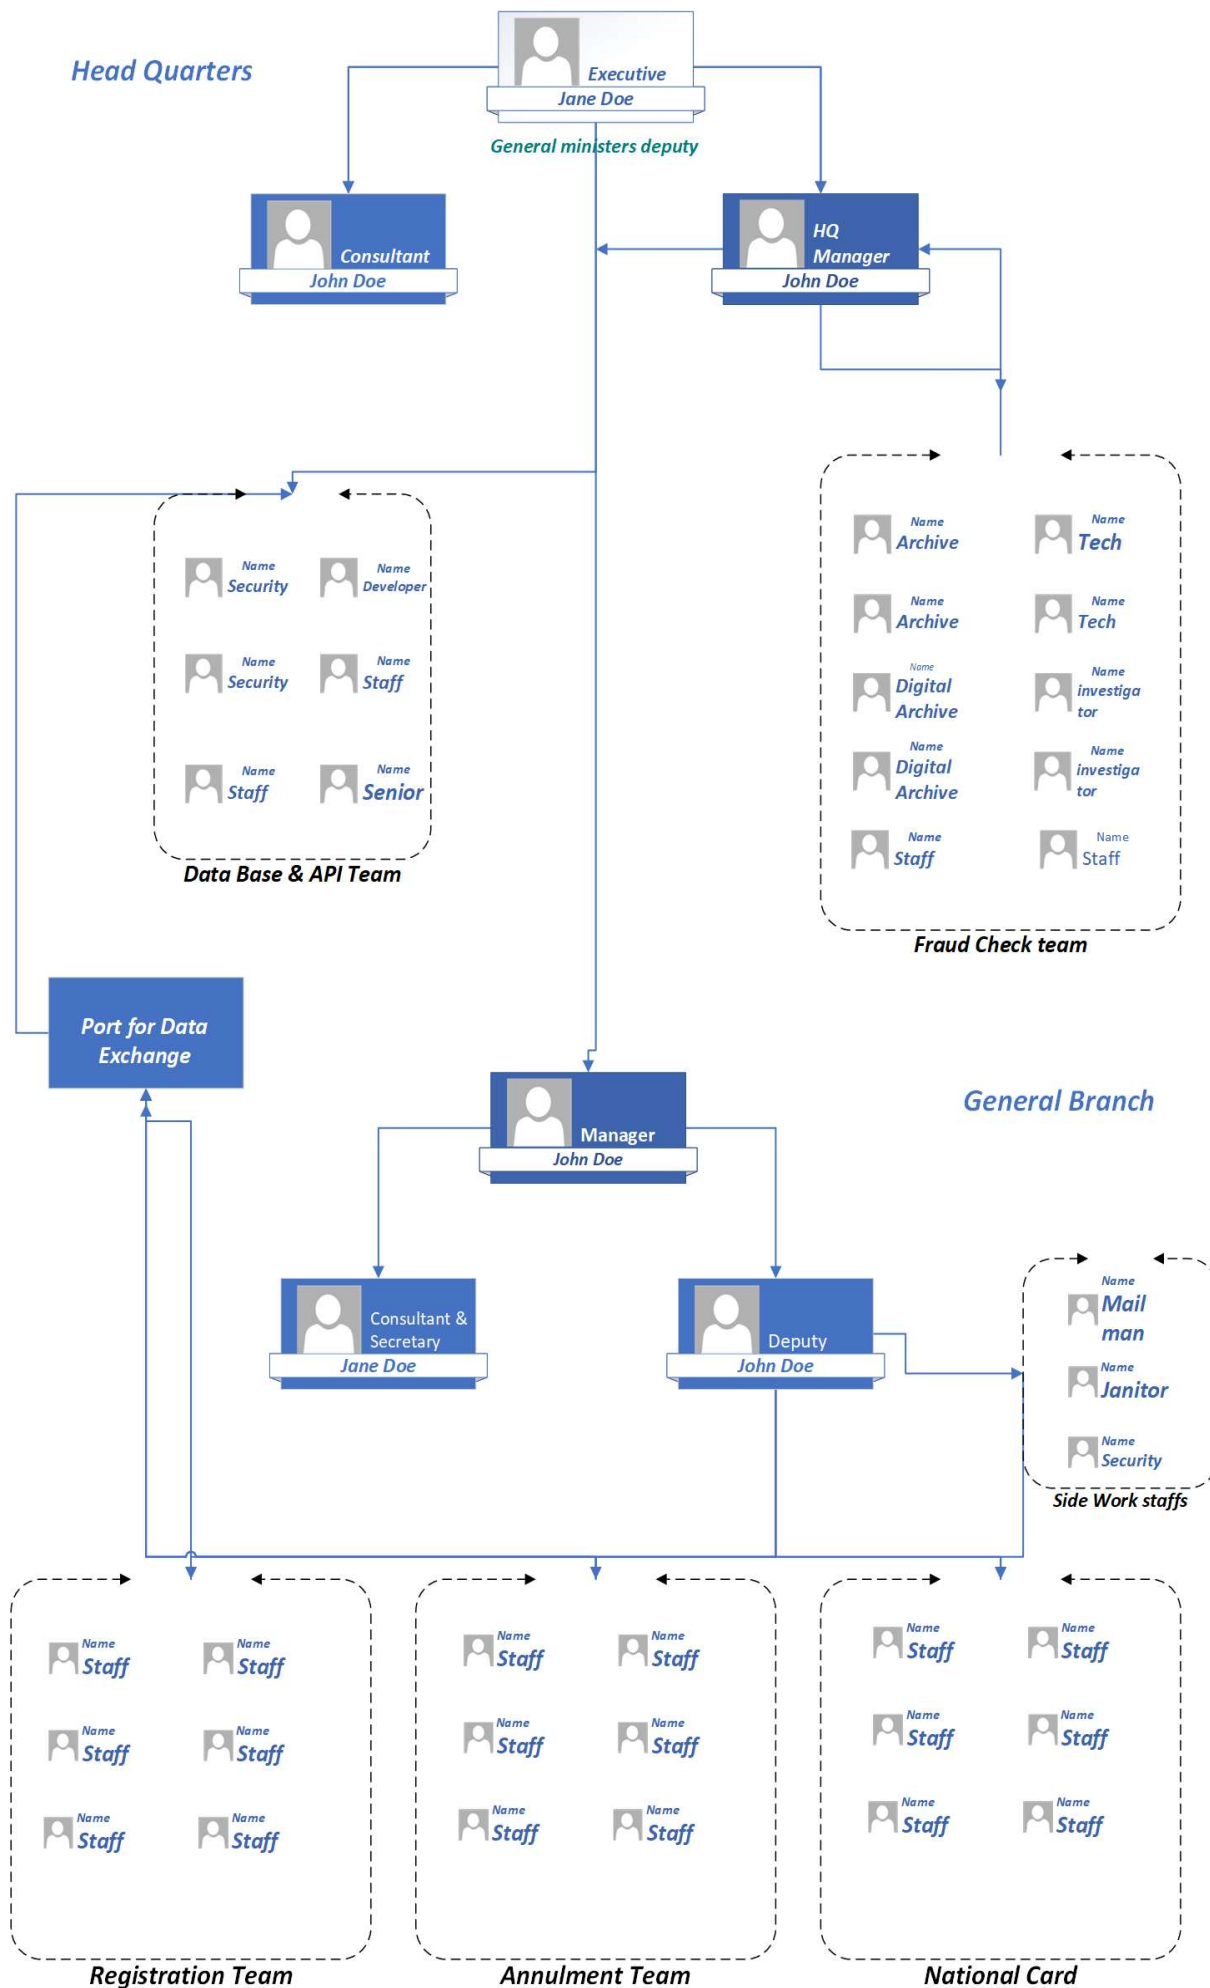 Head Quarters
Executive
Jane Doe
General ministers deputy
Consultant
John Doe
HQ
Manager
John Doe
Name
Security
Name
Developer
Name
Security
Name
Staff
Name
Staff
Name
Senior
Data Base & API Team
Name
Archive
Name
Tech
Name
Archive
Name
Tech
Name
Digital
Archive
Name
investiga
tor
Name
Digital
Archive
Name
investiga
tor
Name
Staff
Name
Staff
Fraud Check team
Port for Data
Exchange
General Branch
Manager
John Doe
Consultant &
Secretary
Jane Doe
Deputy
John Doe
Name
Mail
man
Name
Janitor
Name
Security
Side Work staffs
Name
Staff
Name
Staff
Name
Staff
Name
Staff
Name
Staff
Name
Staff
Registration Team
Name
Staff
Name
Staff
Name
Staff
Name
Staff
Name
Staff
Name
Staff
Annulment Team
Name
Staff
Name
Staff
Name
Staff
Name
Staff
Name
Staff
Name
Staff
National Card